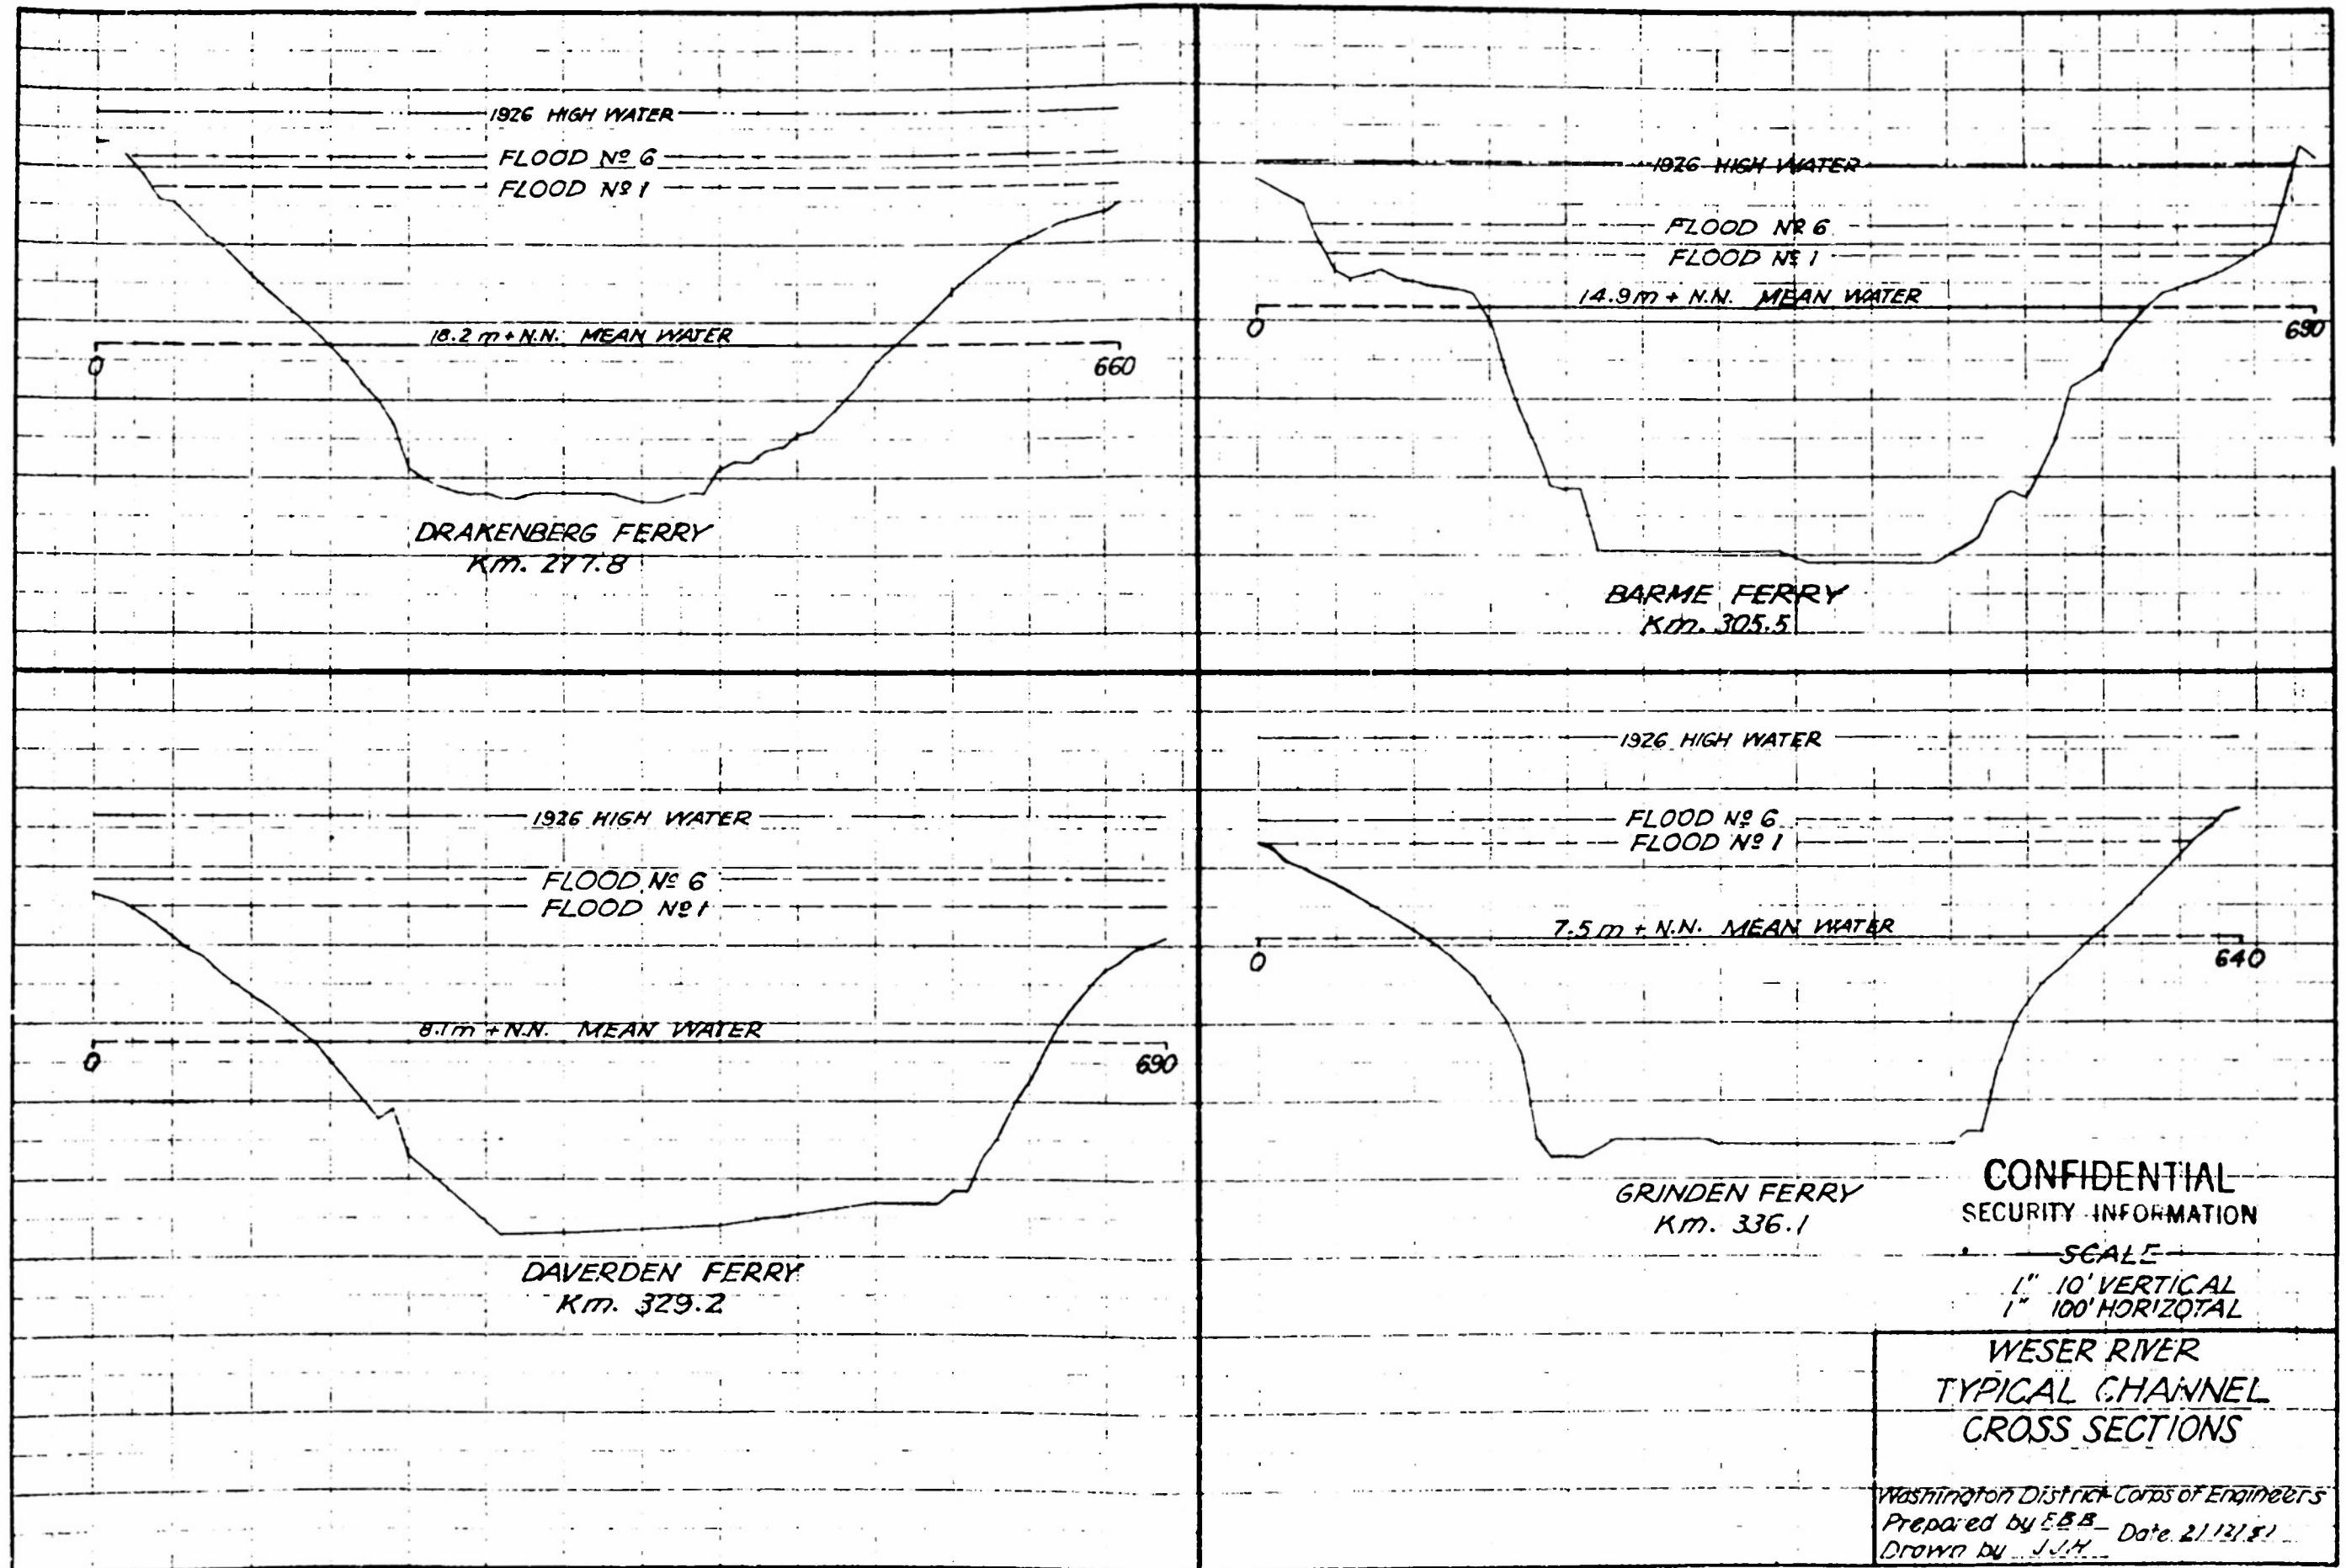 1926 HIGH WATER
FLOOD Nº 6
FLOOD Nº 1
18.2 m + N.N. MEAN WATER
0
660
DRAKENBERG FERRY
Km. 277.8
1926 HIGH WATER
FLOOD Nº 6
FLOOD Nº 1
14.9 m + N.N. MEAN WATER
0
690
BARME FERRY
Km. 305.5
1926 HIGH WATER
FLOOD Nº 6
FLOOD Nº 1
8.1 m + N.N. MEAN WATER
0
690
DAVERDEN FERRY
Km. 329.2
1926 HIGH WATER
FLOOD Nº 6
FLOOD Nº 1
7.5 m + N.N. MEAN WATER
0
640
GRINDEN FERRY
Km. 336.1
CONFIDENTIAL
SECURITY INFORMATION
SCALE
1" 10' VERTICAL
1" 100' HORIZOTAL
WESER RIVER
TYPICAL CHANNEL
CROSS SECTIONS
Washington District Corps of Engineers
Prepared by EBB Date
Drawn by JJH